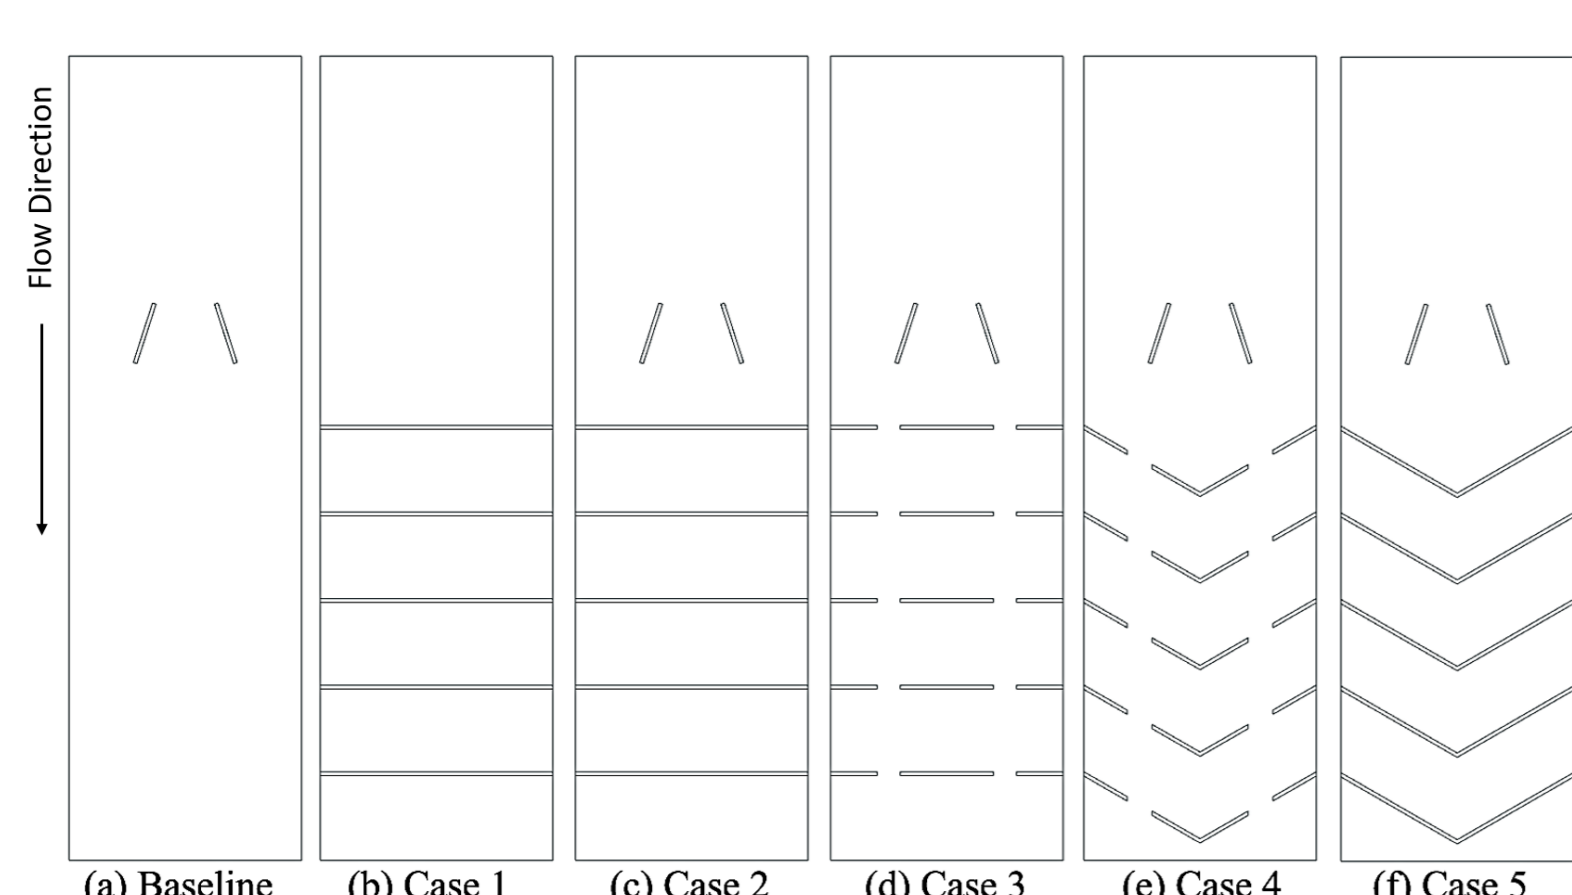 Flow Direction
(a) Baseline
(b) Case 1
(c) Case 2
(d) Case 3
(e) Case 4
(f) Case 5